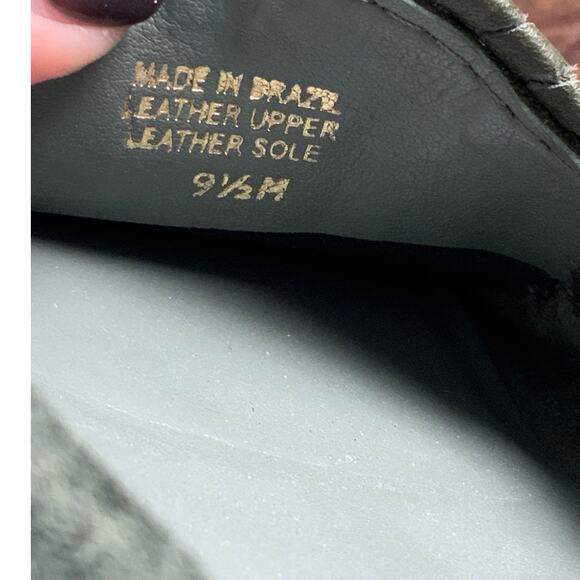 MADE IN BRAZIL
LEATHER UPPER
LEATHER SOLE
9½M